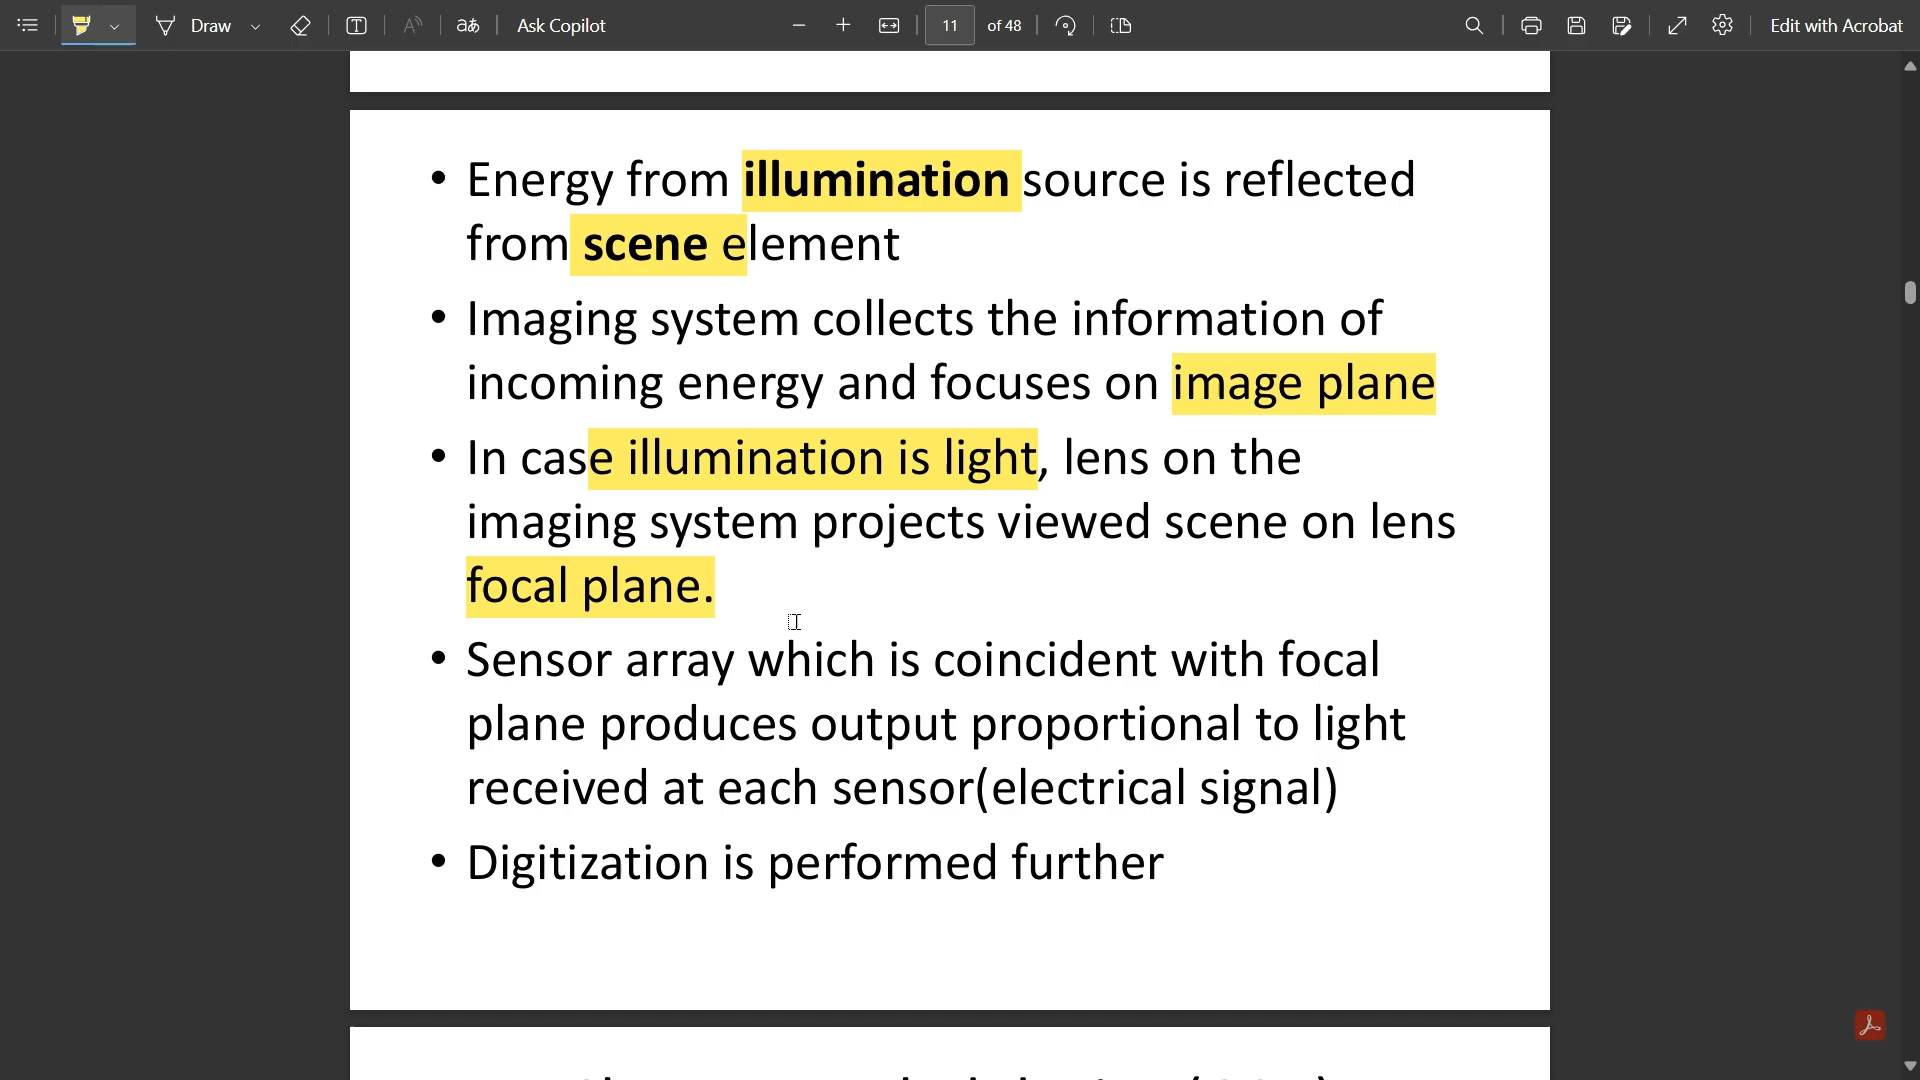 Draw
aあ
Ask Copilot
11 of 48
Edit with Acrobat
• Energy from illumination source is reflected
from scene element
• Imaging system collects the information of
incoming energy and focuses on image plane
• In case illumination is light, lens on the
imaging system projects viewed scene on lens
focal plane.
• Sensor array which is coincident with focal
plane produces output proportional to light
received at each sensor(electrical signal)
• Digitization is performed further